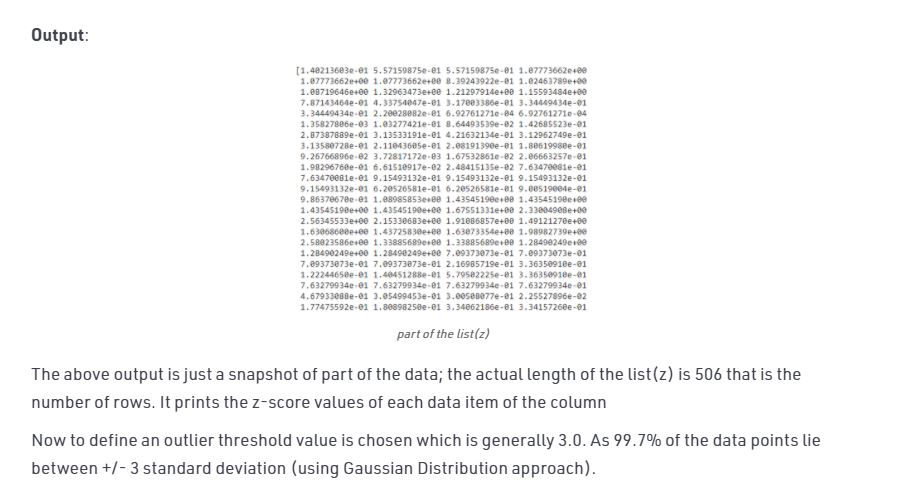 Output:
[1.40213603e-01 5.57159875e-01 5.57159875e-01 1.07773662e+00
1.07773662e+00 1.07773662e+00 8.39243922e-01 1.02463789e+00
1.08719646e+00 1.32963473e+00 1.21297914e+00 1.15593484e+00
7.87143464e-01 4.33754047e-01 3.17003386e-01 3.34449434e-01
3.34449434e-01 2.20028082e-01 6.92761271e-04 6.92761271e-04
1.35827806e-03 1.03277421e-01 8.64493539e-02 1.42685523e-01
2.87387889e-01 3.13533191e-01 4.21632134e-01 3.12962749e-01
3.13580728e-01 2.11043605e-01 2.08191390e-01 1.80619980e-01
9.26766896e-02 3.72817172e-03 1.67532861e-02 2.06663257e-01
1.98296760e-01 6.61510917e-02 2.48415135e-02 7.63470081e-01
7.63470081e-01 9.15493132e-01 9.15493132e-01 9.15493132e-01
9.15493132e-01 6.20526581e-01 6.20526581e-01 9.00519004e-01
9.86370670e-01 1.08985853e+00 1.43545190e+00 1.43545190e+00
1.43545190e+00 1.43545190e+00 1.67551331e+00 2.33004908e+00
2.56345533e+00 2.15330683e+00 1.91086857e+00 1.49121270e+00
1.63068600e+00 1.43725830e+00 1.63073354e+00 1.98982739e+00
2.58023586e+00 1.33885689e+00 1.33885689e+00 1.28490249e+00
1.28490249e+00 1.28490249e+00 7.09373073e-01 7.09373073e-01
7.09373073e-01 7.09373073e-01 2.16985719e-01 3.36350910e-01
1.22244650e-01 1.40451288e-01 5.79502225e-01 3.36350910e-01
7.63279934e-01 7.63279934e-01 7.63279934e-01 7.63279934e-01
4.67933088e-01 3.05499453e-01 3.00508077e-01 2.25527896e-02
1.77475592e-01 1.80898250e-01 3.34062186e-01 3.34157260e-01
part of the list(z)
The above output is just a snapshot of part of the data; the actual length of the list(z) is 506 that is the
number of rows. It prints the z-score values of each data item of the column
Now to define an outlier threshold value is chosen which is generally 3.0. As 99.7% of the data points lie
between +/- 3 standard deviation (using Gaussian Distribution approach).